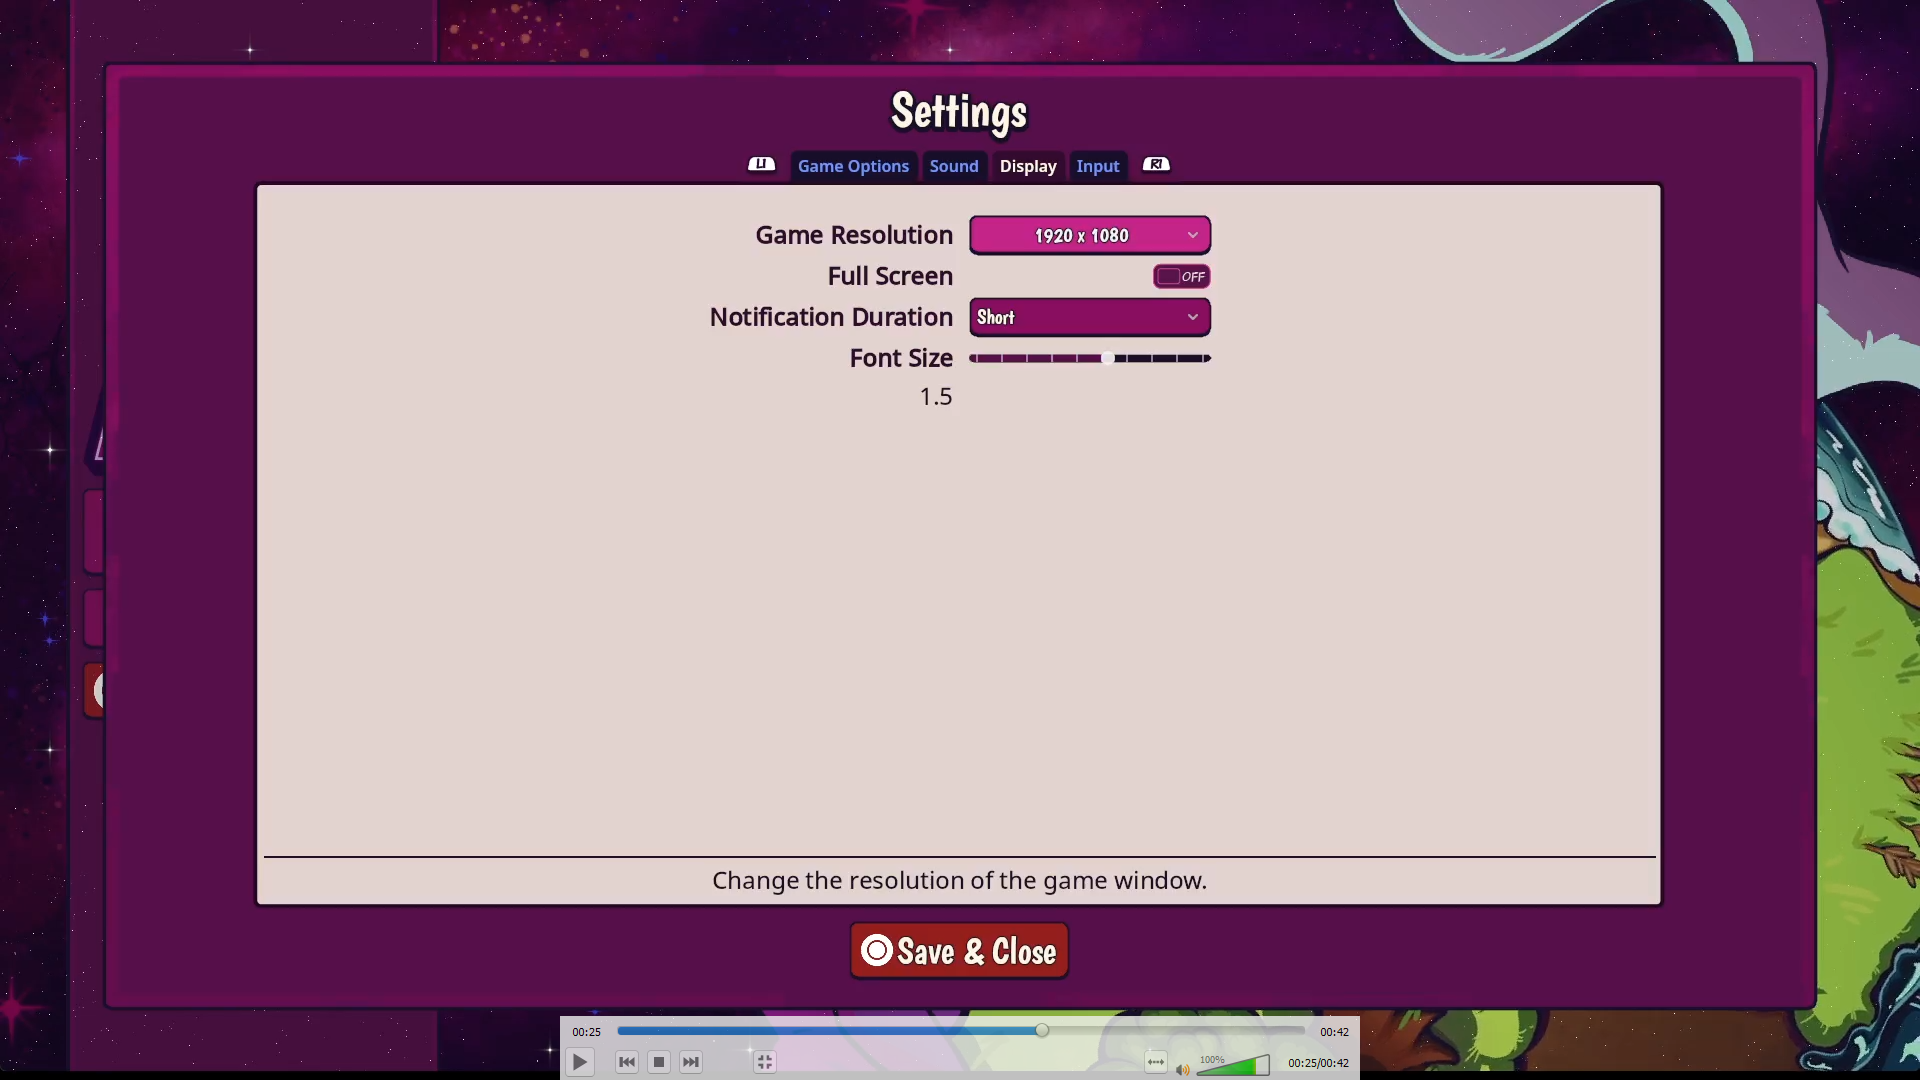 Settings
L1 Game Options Sound Display Input R1
Game Resolution 1920 x 1080
Full Screen OFF
Notification Duration Short
Font Size
1.5
Change the resolution of the game window.
Save & Close
00:25 00:42
100% 00:25/00:42